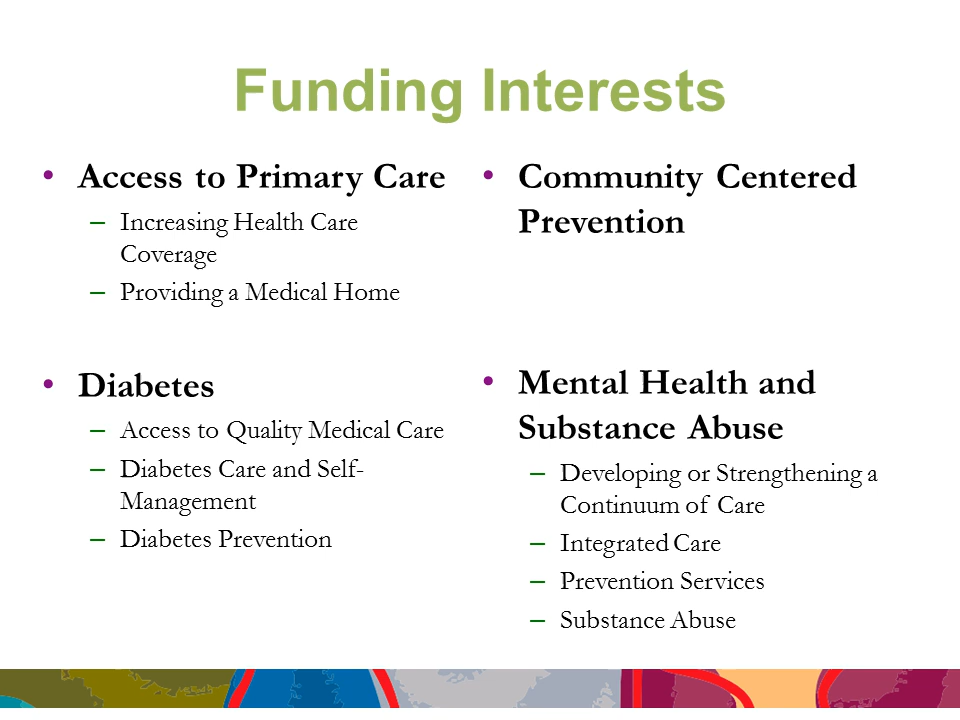 Funding Interests
• Access to Primary Care
– Increasing Health Care
Coverage
– Providing a Medical Home
• Diabetes
– Access to Quality Medical Care
– Diabetes Care and Self-
Management
– Diabetes Prevention
• Community Centered
Prevention
• Mental Health and
Substance Abuse
– Developing or Strengthening a
Continuum of Care
– Integrated Care
– Prevention Services
– Substance Abuse